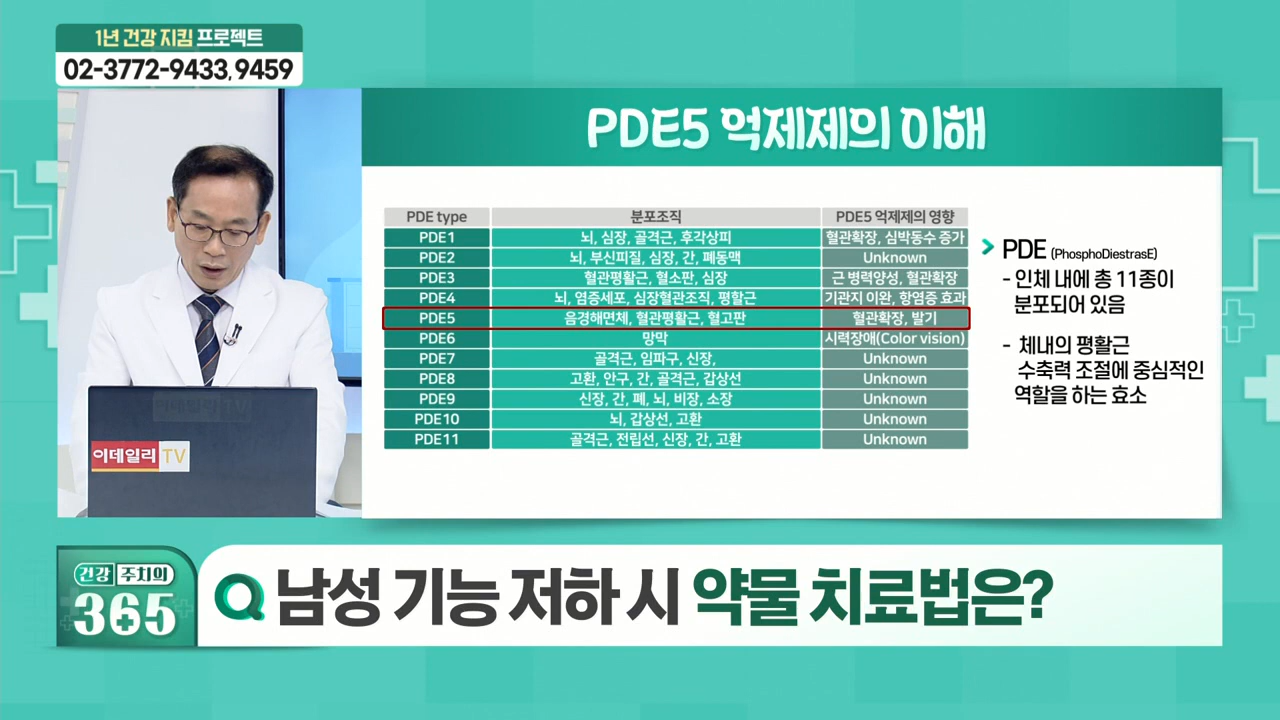 1년 건강 지킴 프로젝트
02-3772-9433, 9459
PDE5 억제제의 이해
PDE type 분포조직 PDE5 억제제의 영향
PDE1 뇌, 심장, 골격근, 후각상피 혈관확장, 심박동수 증가
PDE2 뇌, 부신피질, 심장, 간, 폐동맥 Unknown
PDE3 혈관평활근, 혈소판, 심장 근 병력양성, 혈관확장
PDE4 뇌, 염증세포, 심장혈관조직, 평할근 기관지 이완, 항염증 효과
PDE5 음경해면체, 혈관평활근, 혈고판 혈관확장, 발기
PDE6 망막 시력장애(Color vision)
PDE7 골격근, 임파구, 신장, Unknown
PDE8 고환, 안구, 간, 골격근, 갑상선 Unknown
PDE9 신장, 간, 폐, 뇌, 비장, 소장 Unknown
PDE10 뇌, 갑상선, 고환 Unknown
PDE11 골격근, 전립선, 신장, 간, 고환 Unknown
PDE (PhosphoDiestrasE)
- 인체 내에 총 11종이
분포되어 있음
- 체내의 평활근
수축력 조절에 중심적인
역할을 하는 효소
이데일리 TV
건강 주치의
365
Q 남성 기능 저하 시 약물 치료법은?